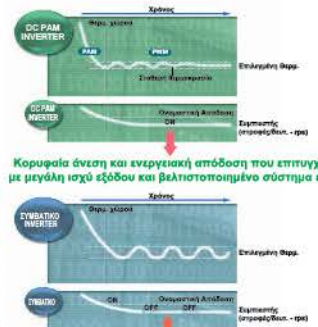 Χρόνος
DC PAM
INVERTER
Θερμ. χώρου
PAM
PWM
Σταθερή θερμοκρασία
Επιλεγμένη Θερμ.
DC PAM
INVERTER
Ονομαστική Απόδοση
ON
Συμπιεστής
(στροφές/δευτ. - rps)
Κορυφαία άνεση και ενεργειακή απόδοση που επιτυγχ
με μεγάλη ισχύ εξόδου και βελτιστοποιημένο σύστημα ε
Χρόνος
ΣΥΜΒΑΤΙΚΟ
INVERTER
Θερμ. χώρου
Επιλεγμένη Θερμ.
ΣΥΜΒΑΤΙΚΟ
ON
Ονομαστική Απόδοση
OFF
OFF
Συμπιεστής
(στροφές/δευτ. - rps)